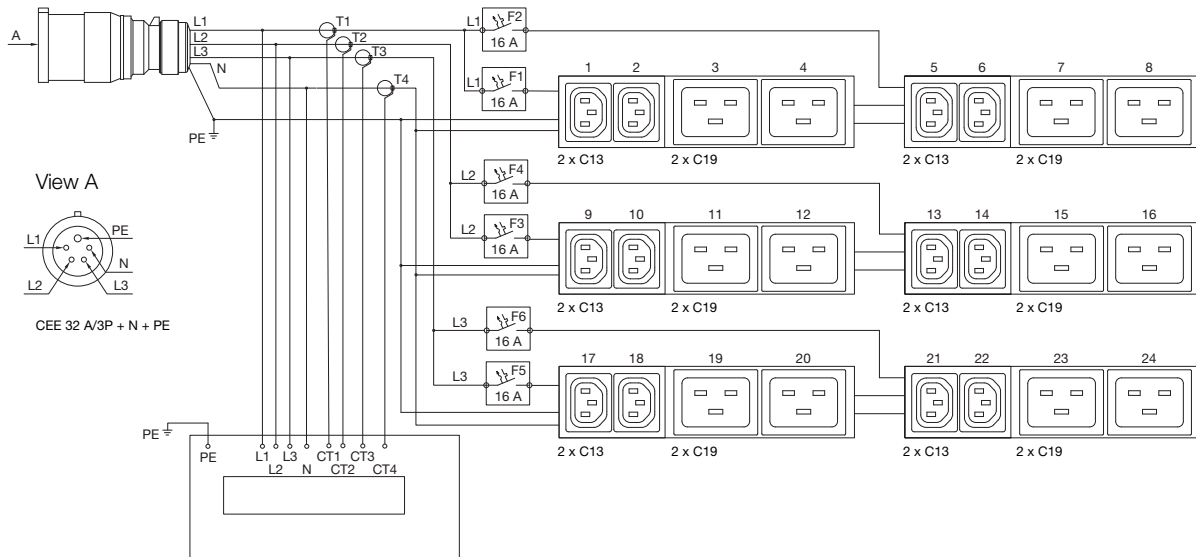 A
L1
L2
L3
N
PE
T1
T2
T3
T4
L1
F2
16 A
L1
F1
16 A
1 2 3 4
2 x C13 2 x C19
5 6 7 8
2 x C13 2 x C19
View A
L1
PE
N
L2
L3
CEE 32 A/3P + N + PE
L2
F4
16 A
L2
F3
16 A
9 10 11 12
2 x C13 2 x C19
13 14 15 16
2 x C13 2 x C19
L3
F6
16 A
L3
F5
16 A
17 18 19 20
2 x C13 2 x C19
21 22 23 24
2 x C13 2 x C19
PE
PE
L1 L3 CT1 CT3
L2 N CT2 CT4